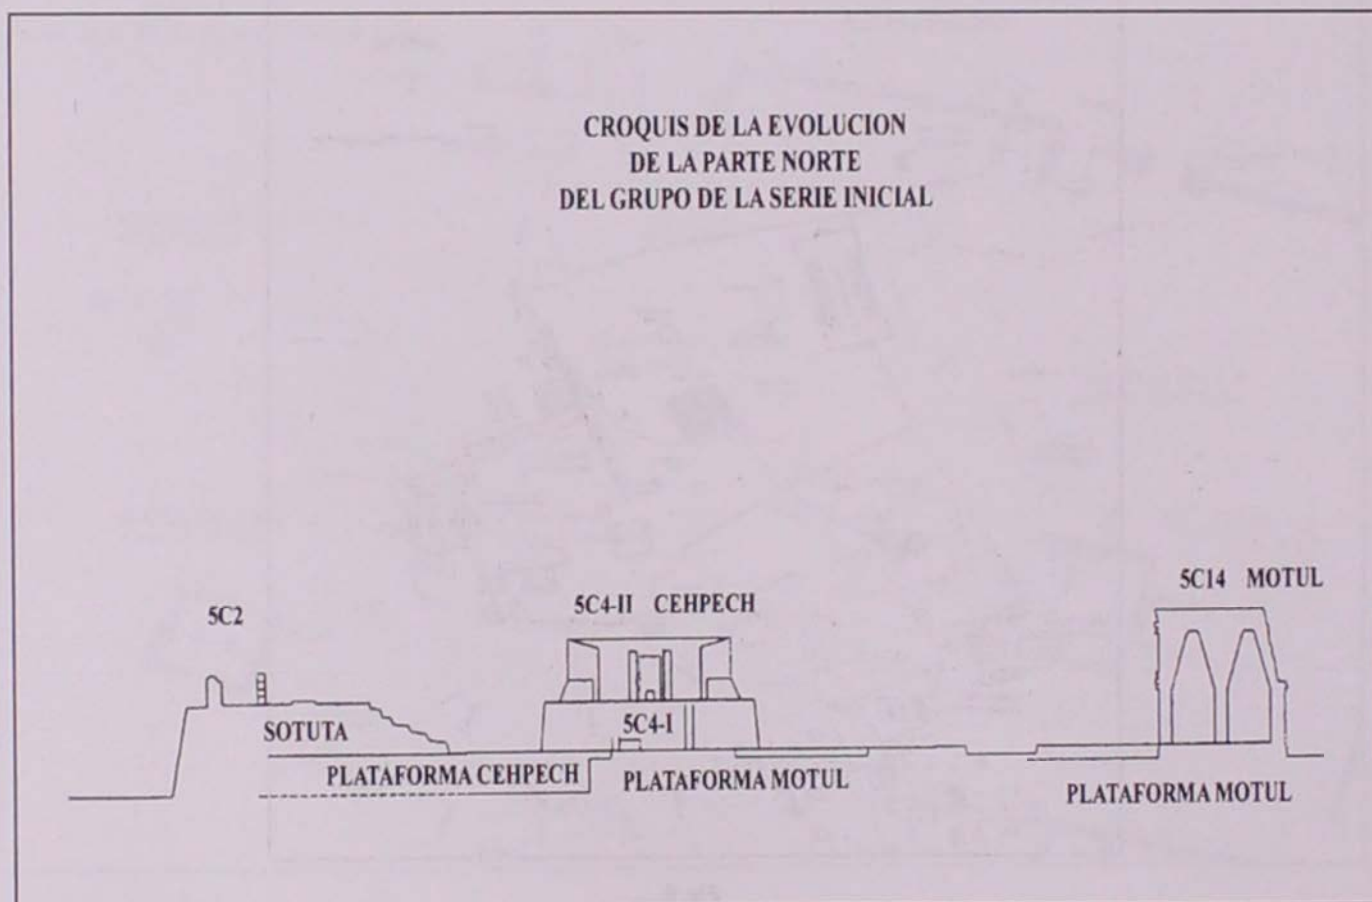 CROQUIS DE LA EVOLUCION
DE LA PARTE NORTE
DEL GRUPO DE LA SERIE INICIAL
5C14 MOTUL
5C2
5C4-II CEHPECH
SOTUTA
5C4-I
PLATAFORMA CEHPECH
PLATAFORMA MOTUL
PLATAFORMA MOTUL